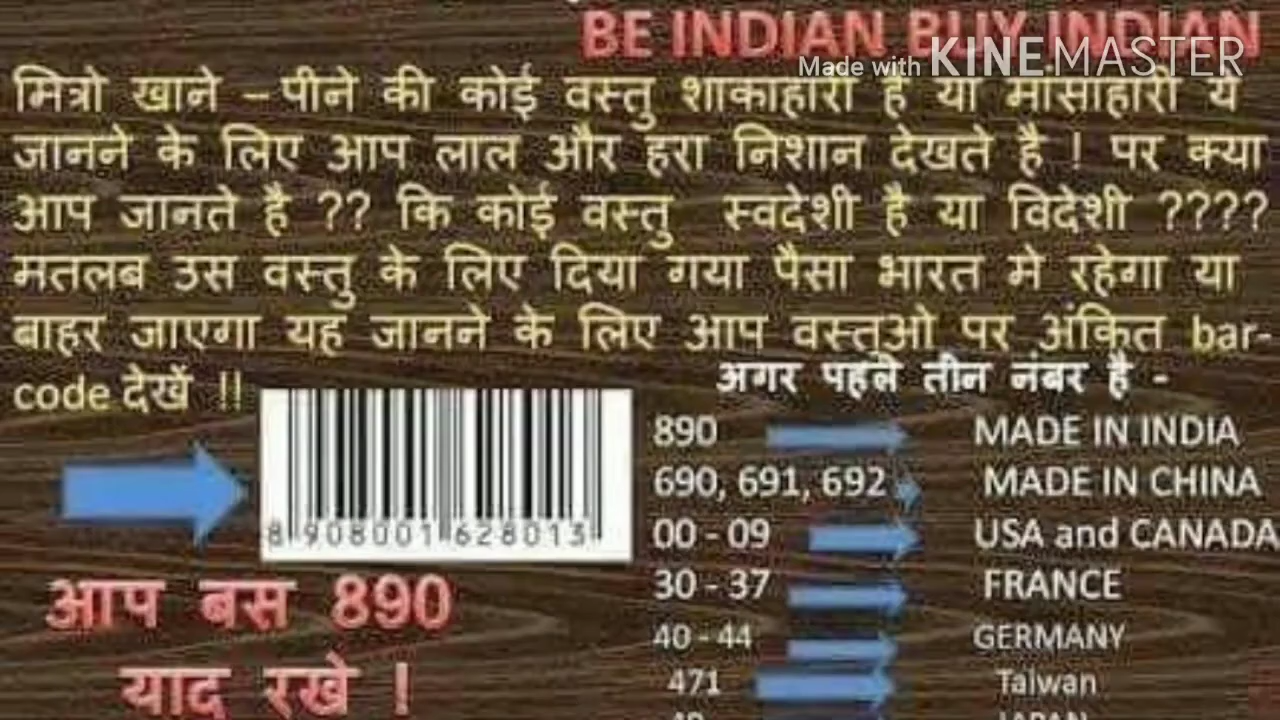 BE INDIAN BUY INDIAN
Made with KINEMASTER
मित्रो खाने – पीने की कोई वस्तु शाकाहारी है या मांसाहारी ये
जानने के लिए आप लाल और हरा निशान देखते है ! पर क्या
आप जानते है ?? कि कोई वस्तु स्वदेशी है या विदेशी ????
मतलब उस वस्तु के लिए दिया गया पैसा भारत मे रहेगा या
बाहर जाएगा यह जानने के लिए आप वस्तुओ पर अंकित bar-
code देखें !!
अगर पहले तीन नंबर है -
890 MADE IN INDIA
690, 691, 692 MADE IN CHINA
00 - 09 USA and CANADA
30 - 37 FRANCE
40 - 44 GERMANY
471 Taiwan
49 JAPAN
8 908001 628013
आप बस 890
याद रखे !